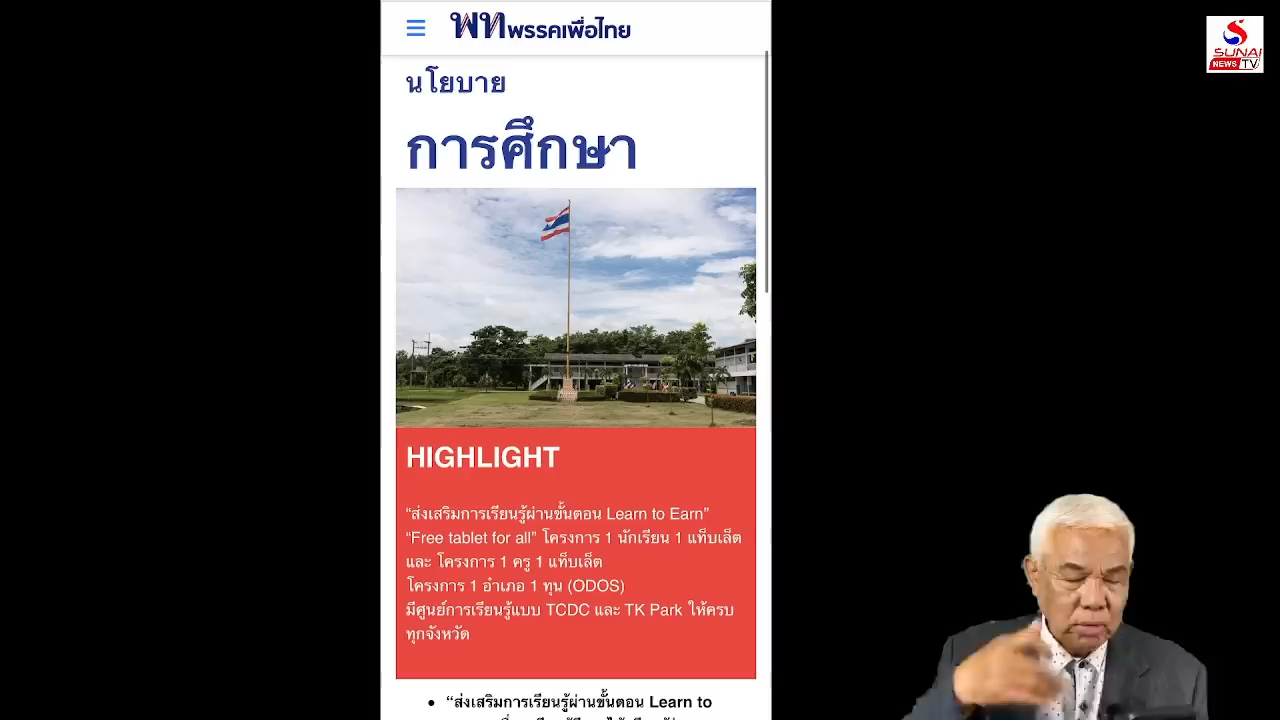 พท พรรคเพื่อไทย
SUNAI
NEWS TV
นโยบาย
การศึกษา
HIGHLIGHT
“ส่งเสริมการเรียนรู้ผ่านขั้นตอน Learn to Earn”
“Free tablet for all” โครงการ 1 นักเรียน 1 แท็บเล็ต
และ โครงการ 1 ครู 1 แท็บเล็ต
โครงการ 1 อำเภอ 1 ทุน (ODOS)
มีศูนย์การเรียนรู้แบบ TCDC และ TK Park ให้ครบ
ทุกจังหวัด
“ส่งเสริมการเรียนรู้ผ่านขั้นตอน Learn to